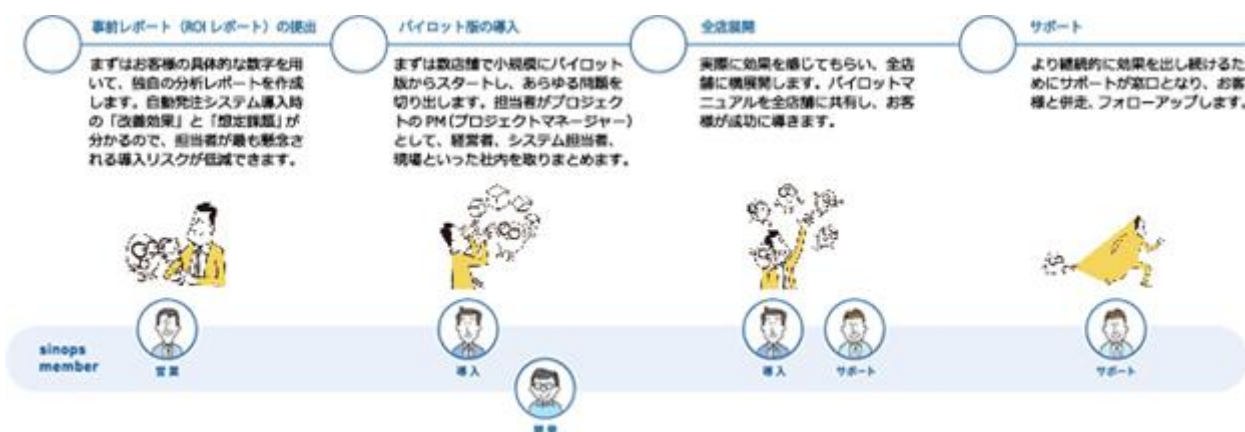 事前レポート（ROIレポート）の提出
まずはお客様の具体的な数字を用
いて、独自の分析レポートを作成
します。自動発注システム導入時
の「改善効果」と「想定課題」が
分かるので、担当者が最も懸念さ
れる導入リスクが低減できます。
パイロット版の導入
まずは数店舗で小規模にパイロット
版からスタートし、あらゆる問題を
切り出します。担当者がプロジェク
トのPM（プロジェクトマネージャー）
として、経営者、システム担当者、
現場といった社内を取りまとめます。
全店展開
実際に効果を感じてもらい、全店
舗に横展開します。パイロットマ
ニュアルを全店舗に共有し、お客
様が成功に導きます。
サポート
より継続的に効果を出し続けるた
めにサポートが窓口となり、お客
様と併走、フォローアップします。
sinops
member
営業
導入
導入
サポート
サポート